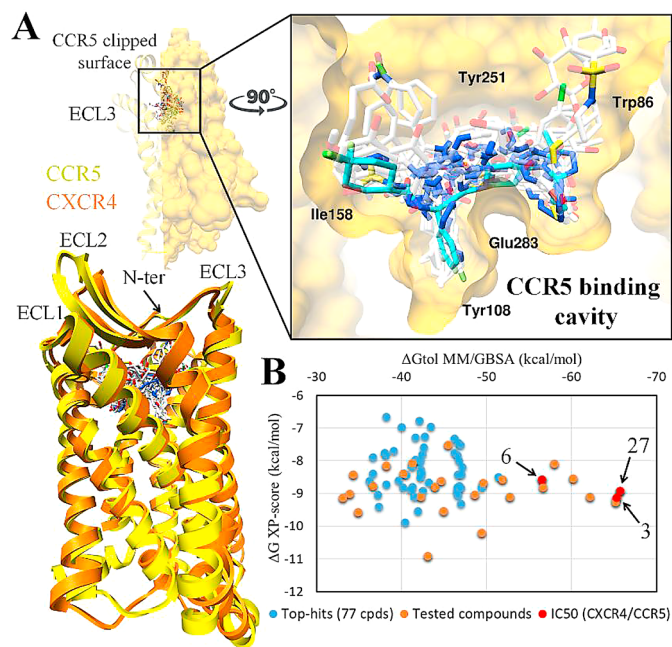 A
CCR5 clipped
surface
ECL3
90°
CCR5
CXCR4
ECL2
N-ter
ECL3
ECL1
Tyr251
Trp86
Ile158
Glu283
Tyr108
CCR5 binding
cavity
B
ΔGtol MM/GBSA (kcal/mol)
-30 -40 -50 -60 -70
-6
-7
-8
-9
-10
-11
-12
ΔG XP-score (kcal/mol)
6
27
3
Top-hits (77 cpds) Tested compounds IC50 (CXCR4/CCR5)